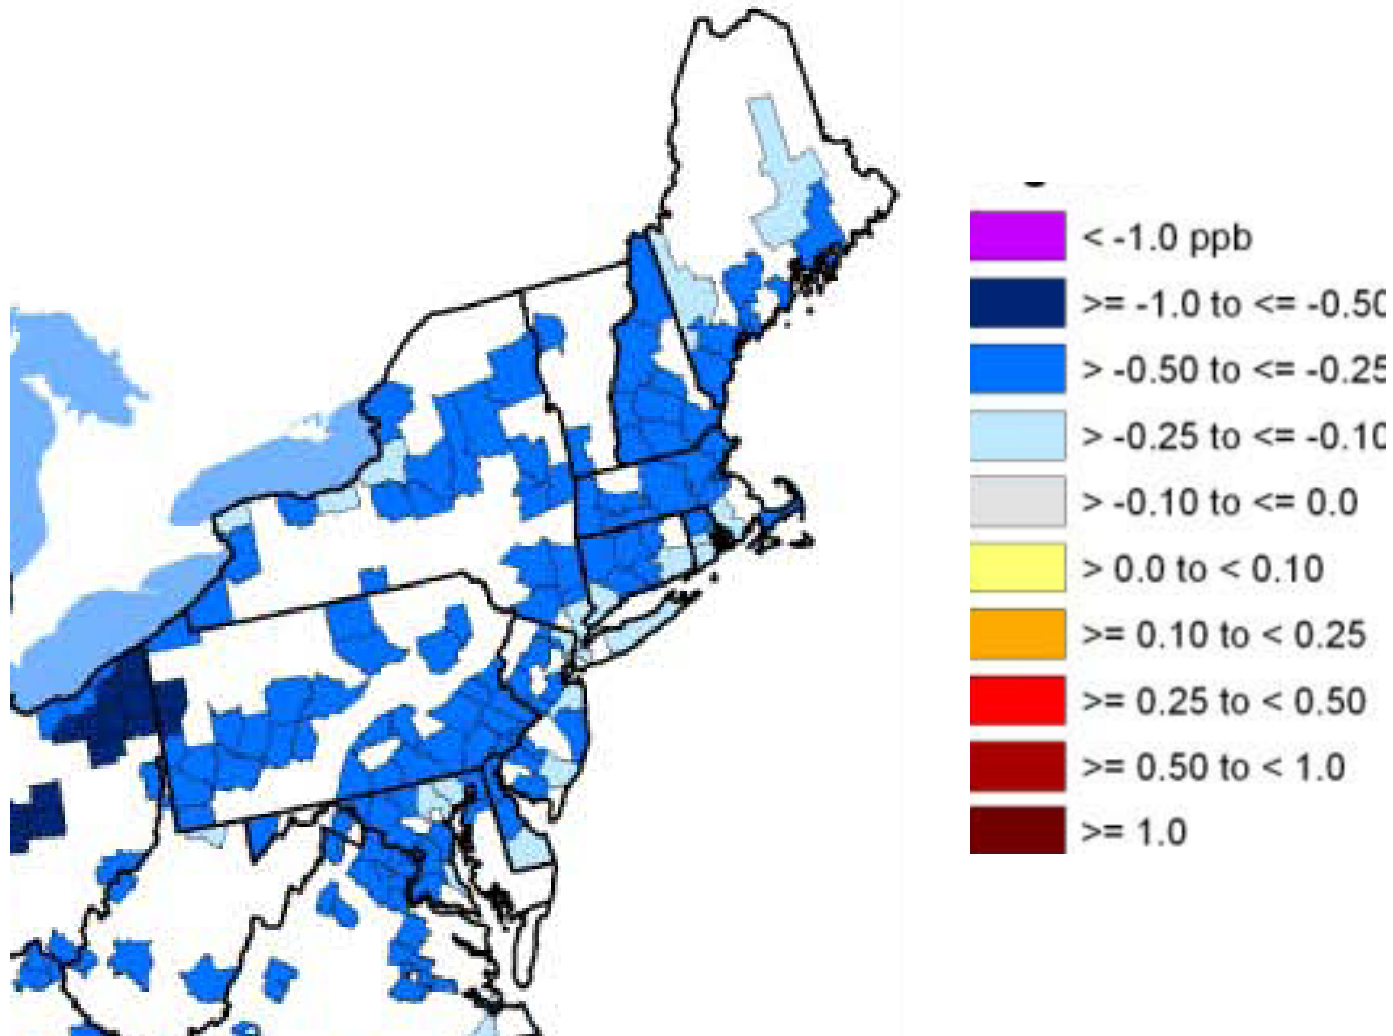 < -1.0 ppb
>= -1.0 to <= -0.50
> -0.50 to <= -0.25
> -0.25 to <= -0.10
> -0.10 to <= 0.0
> 0.0 to < 0.10
>= 0.10 to < 0.25
>= 0.25 to < 0.50
>= 0.50 to < 1.0
>= 1.0